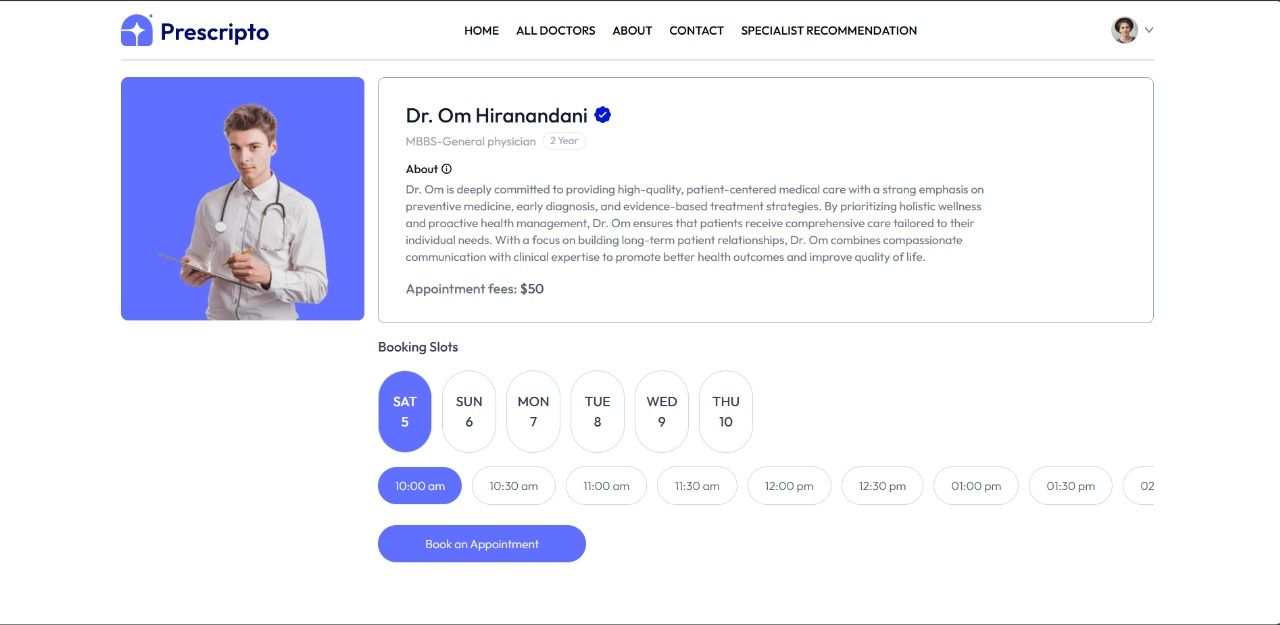 Prescripto
HOME ALL DOCTORS ABOUT CONTACT SPECIALIST RECOMMENDATION
Dr. Om Hiranandani
MBBS-General physician 2 Year
About
Dr. Om is deeply committed to providing high-quality, patient-centered medical care with a strong emphasis on
preventive medicine, early diagnosis, and evidence-based treatment strategies. By prioritizing holistic wellness
and proactive health management, Dr. Om ensures that patients receive comprehensive care tailored to their
individual needs. With a focus on building long-term patient relationships, Dr. Om combines compassionate
communication with clinical expertise to promote better health outcomes and improve quality of life.
Appointment fees: $50
Booking Slots
SAT SUN MON TUE WED THU
5 6 7 8 9 10
10:00 am 10:30 am 11:00 am 11:30 am 12:00 pm 12:30 pm 01:00 pm 01:30 pm 02
Book an Appointment